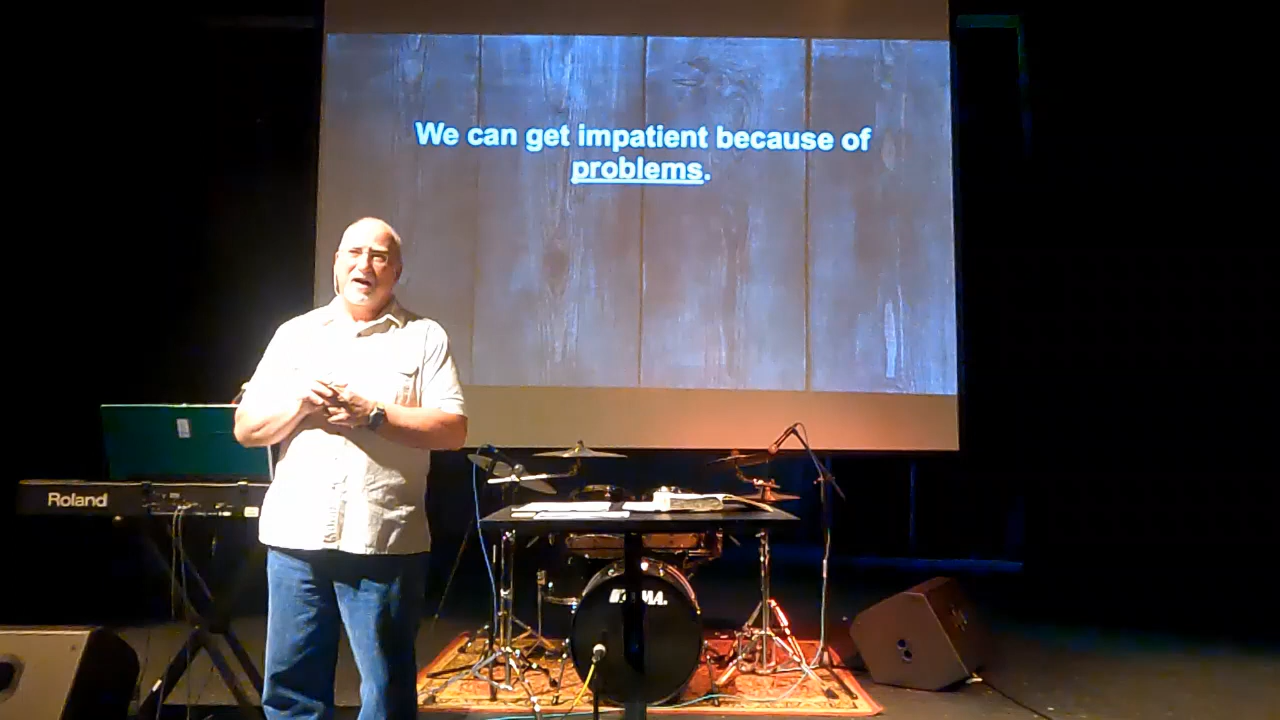 We can get impatient because of
problems.
Roland
TAMA.